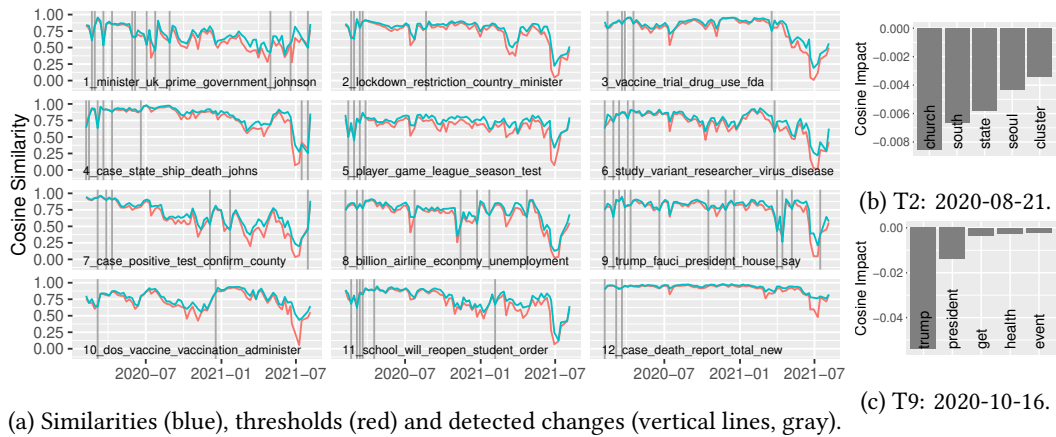 Cosine Similarity
1.00
0.75
0.50
0.25
0.00
1_minister_uk_prime_government_johnson
2_lockdown_restriction_country_minister
3_vaccine_trial_drug_use_fda
1.00
0.75
0.50
0.25
0.00
4_case_state_ship_death_johns
5_player_game_league_season_test
6_study_variant_researcher_virus_disease
1.00
0.75
0.50
0.25
0.00
7_case_positive_test_confirm_county
8_billion_airline_economy_unemployment
9_trump_fauci_president_house_say
1.00
0.75
0.50
0.25
0.00
10_dos_vaccine_vaccination_administer
11_school_will_reopen_student_order
12_case_death_report_total_new
2020-07 2021-01 2021-07 2020-07 2021-01 2021-07 2020-07 2021-01 2021-07
(a) Similarities (blue), thresholds (red) and detected changes (vertical lines, gray).
Cosine Impact
0.000
−0.002
−0.004
−0.006
−0.008
church
south
state
seoul
cluster
(b) T2: 2020-08-21.
Cosine Impact
0.00
−0.02
−0.04
trump
president
get
health
event
(c) T9: 2020-10-16.